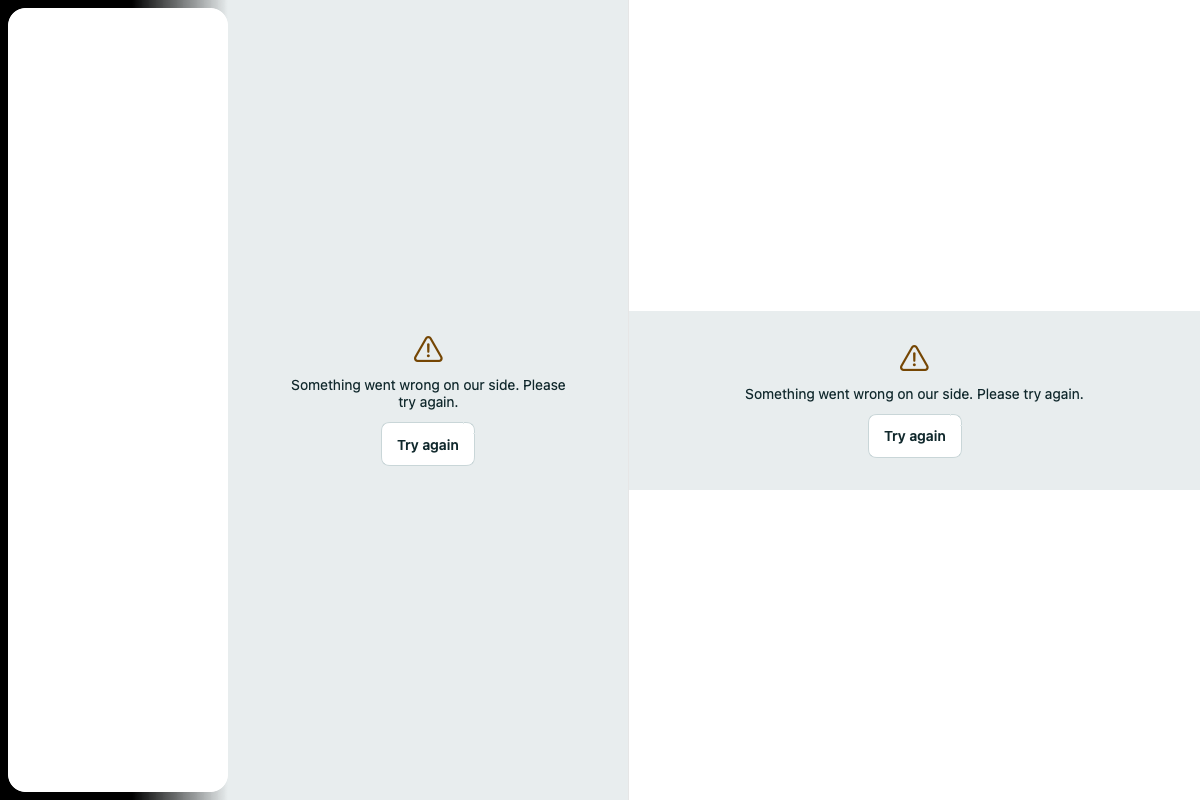 Something went wrong on our side. Please
try again.
Try again
Something went wrong on our side. Please try again.
Try again